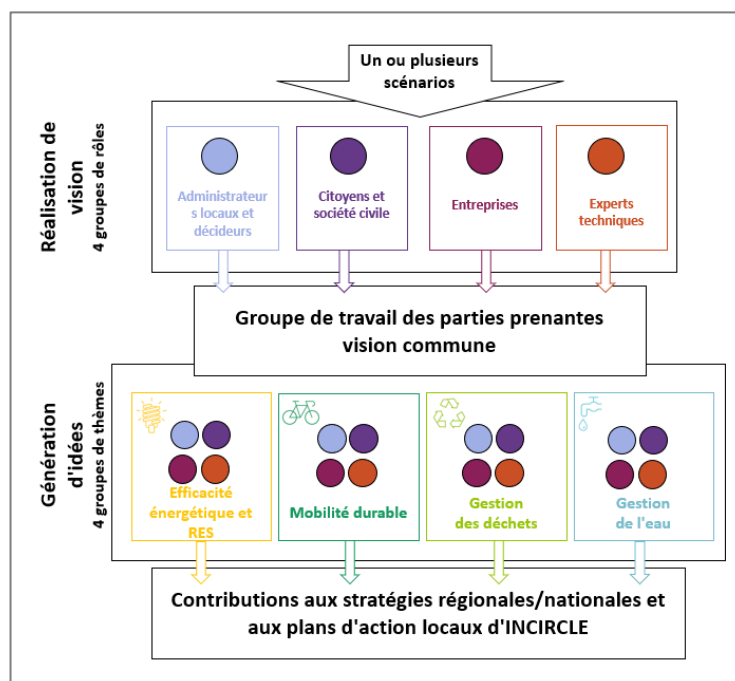 Un ou plusieurs
scénarios
Réalisation de
vision
4 groupes de rôles
Administrateur
s locaux et
décideurs
Citoyens et
société civile
Entreprises
Experts
techniques
Groupe de travail des parties prenantes
vision commune
Génération
d'idées
4 groupes de thèmes
Efficacité
énergétique et
RES
Mobilité durable
Gestion
des déchets
Gestion
de l'eau
Contributions aux stratégies régionales/nationales et
aux plans d'action locaux d'INCIRCLE